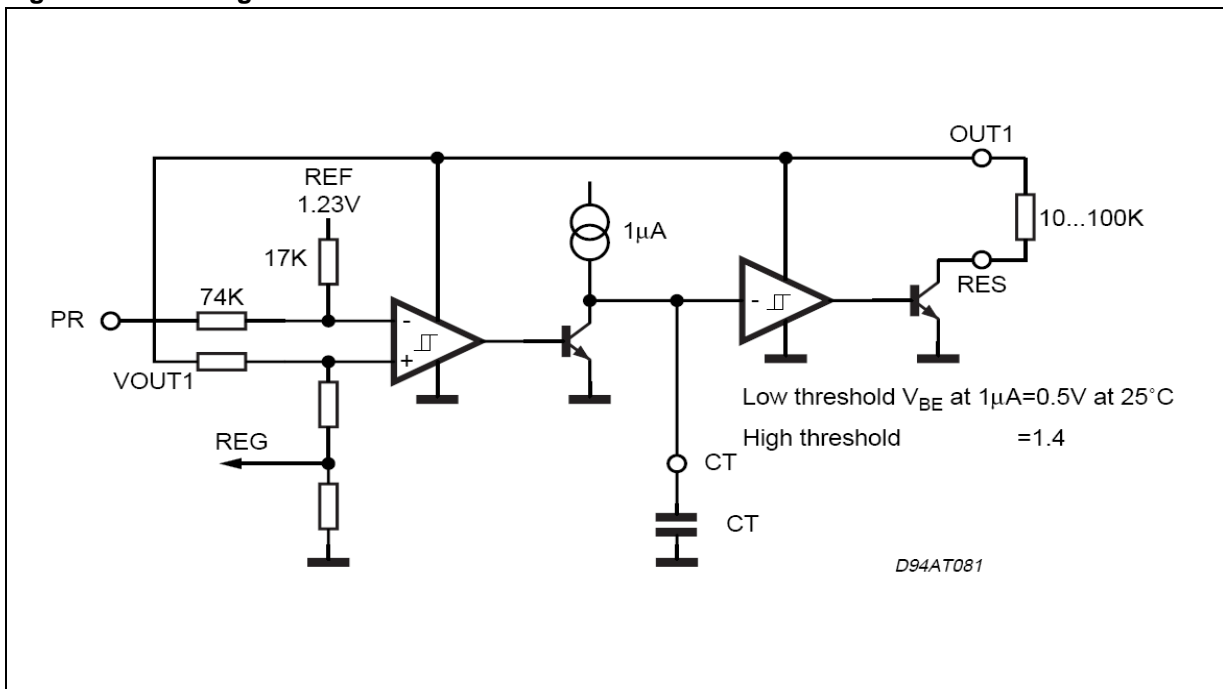 OUT1
REF
1.23V
1μA
10...100K
17K
RES
74K
PR
-
-
+
VOUT1
Low threshold VBE at 1μA=0.5V at 25°C
High threshold =1.4
REG
CT
CT
D94AT081